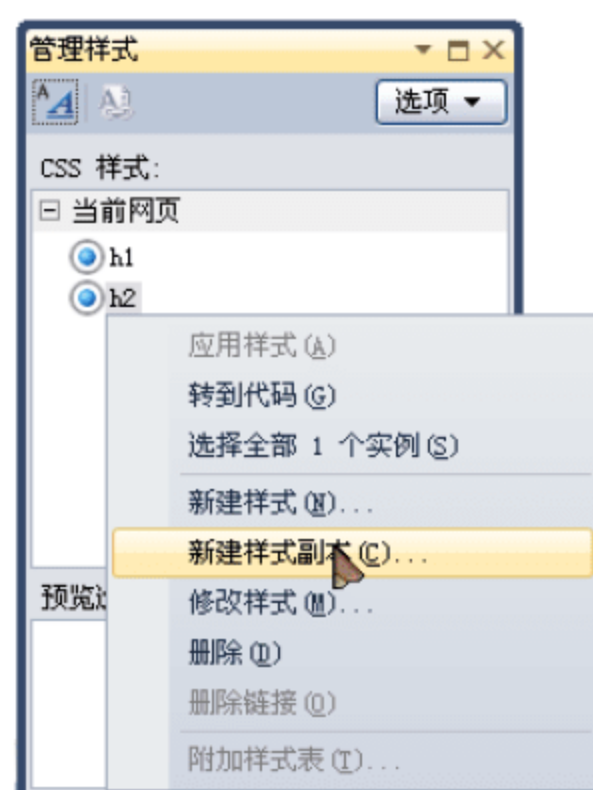 管理样式
选项
CSS 样式:
当前网页
h1
h2
应用样式(A)
转到代码(G)
选择全部 1 个实例(S)
新建样式(N)...
新建样式副本(C)...
预览
修改样式(M)...
删除(D)
删除链接(O)
附加样式表(T)...